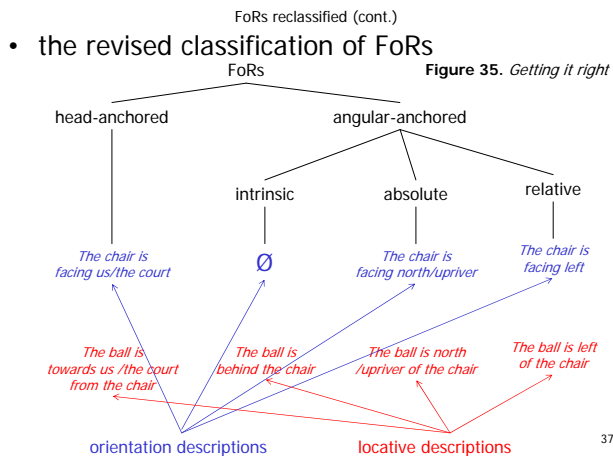 FoRs reclassified (cont.)
• the revised classification of FoRs
FoRs
Figure 35. Getting it right
head-anchored
angular-anchored
intrinsic
absolute
relative
The chair is
facing us/the court
Ø
The chair is
facing north/upriver
The chair is
facing left
The ball is
towards us /the court
from the chair
The ball is
behind the chair
The ball is north
/upriver of the chair
The ball is left
of the chair
orientation descriptions
locative descriptions
37